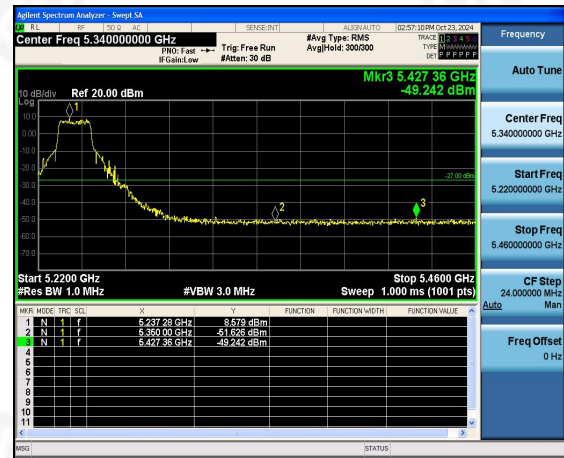 Agilent Spectrum Analyzer - Swept SA
RL RF 50 Ω AC SENSE:INT ALIGN AUTO 02:57:10 PM Oct 23, 2024
Center Freq 5.340000000 GHz
PNO: Fast
IFGain:Low
Trig: Free Run
#Atten: 30 dB
#Avg Type: RMS
Avg|Hold: 300/300
TRACE 1 2 3 4 5 6
TYPE M
DET P P P P P P
Mkr3 5.427 36 GHz
-49.242 dBm
10 dB/div Ref 20.00 dBm
Log
10.0
0.00
-10.0
-20.0
-30.0
-40.0
-50.0
-60.0
-70.0
1
2
3
-27.00 dBm
Start 5.2200 GHz Stop 5.4600 GHz
#Res BW 1.0 MHz #VBW 3.0 MHz Sweep 1.000 ms (1001 pts)
MKR MODE TRC SCL X Y FUNCTION FUNCTION WIDTH FUNCTION VALUE
1 N 1 f 5.237 28 GHz 8.579 dBm
2 N 1 f 5.350 00 GHz -51.626 dBm
3 N 1 f 5.427 36 GHz -49.242 dBm
4
5
6
7
8
9
10
11
MSG STATUS
Frequency
Auto Tune
Center Freq
5.340000000 GHz
Start Freq
5.220000000 GHz
Stop Freq
5.460000000 GHz
CF Step
24.000000 MHz
Auto Man
Freq Offset
0 Hz